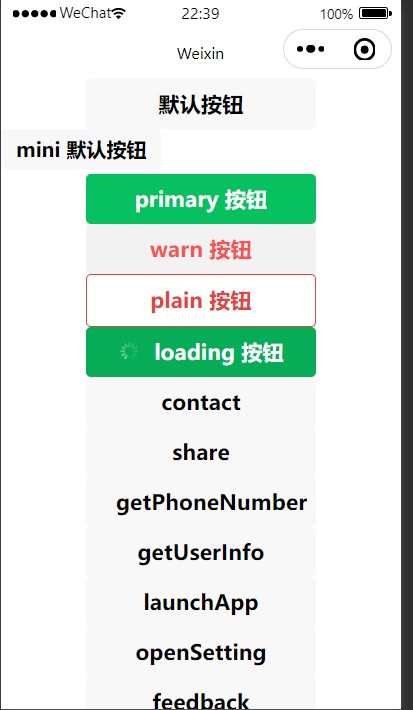 WeChat 22:39 100%
Weixin
默认按钮
mini 默认按钮
primary 按钮
warn 按钮
plain 按钮
loading 按钮
contact
share
getPhoneNumber
getUserInfo
launchApp
openSetting
feedback